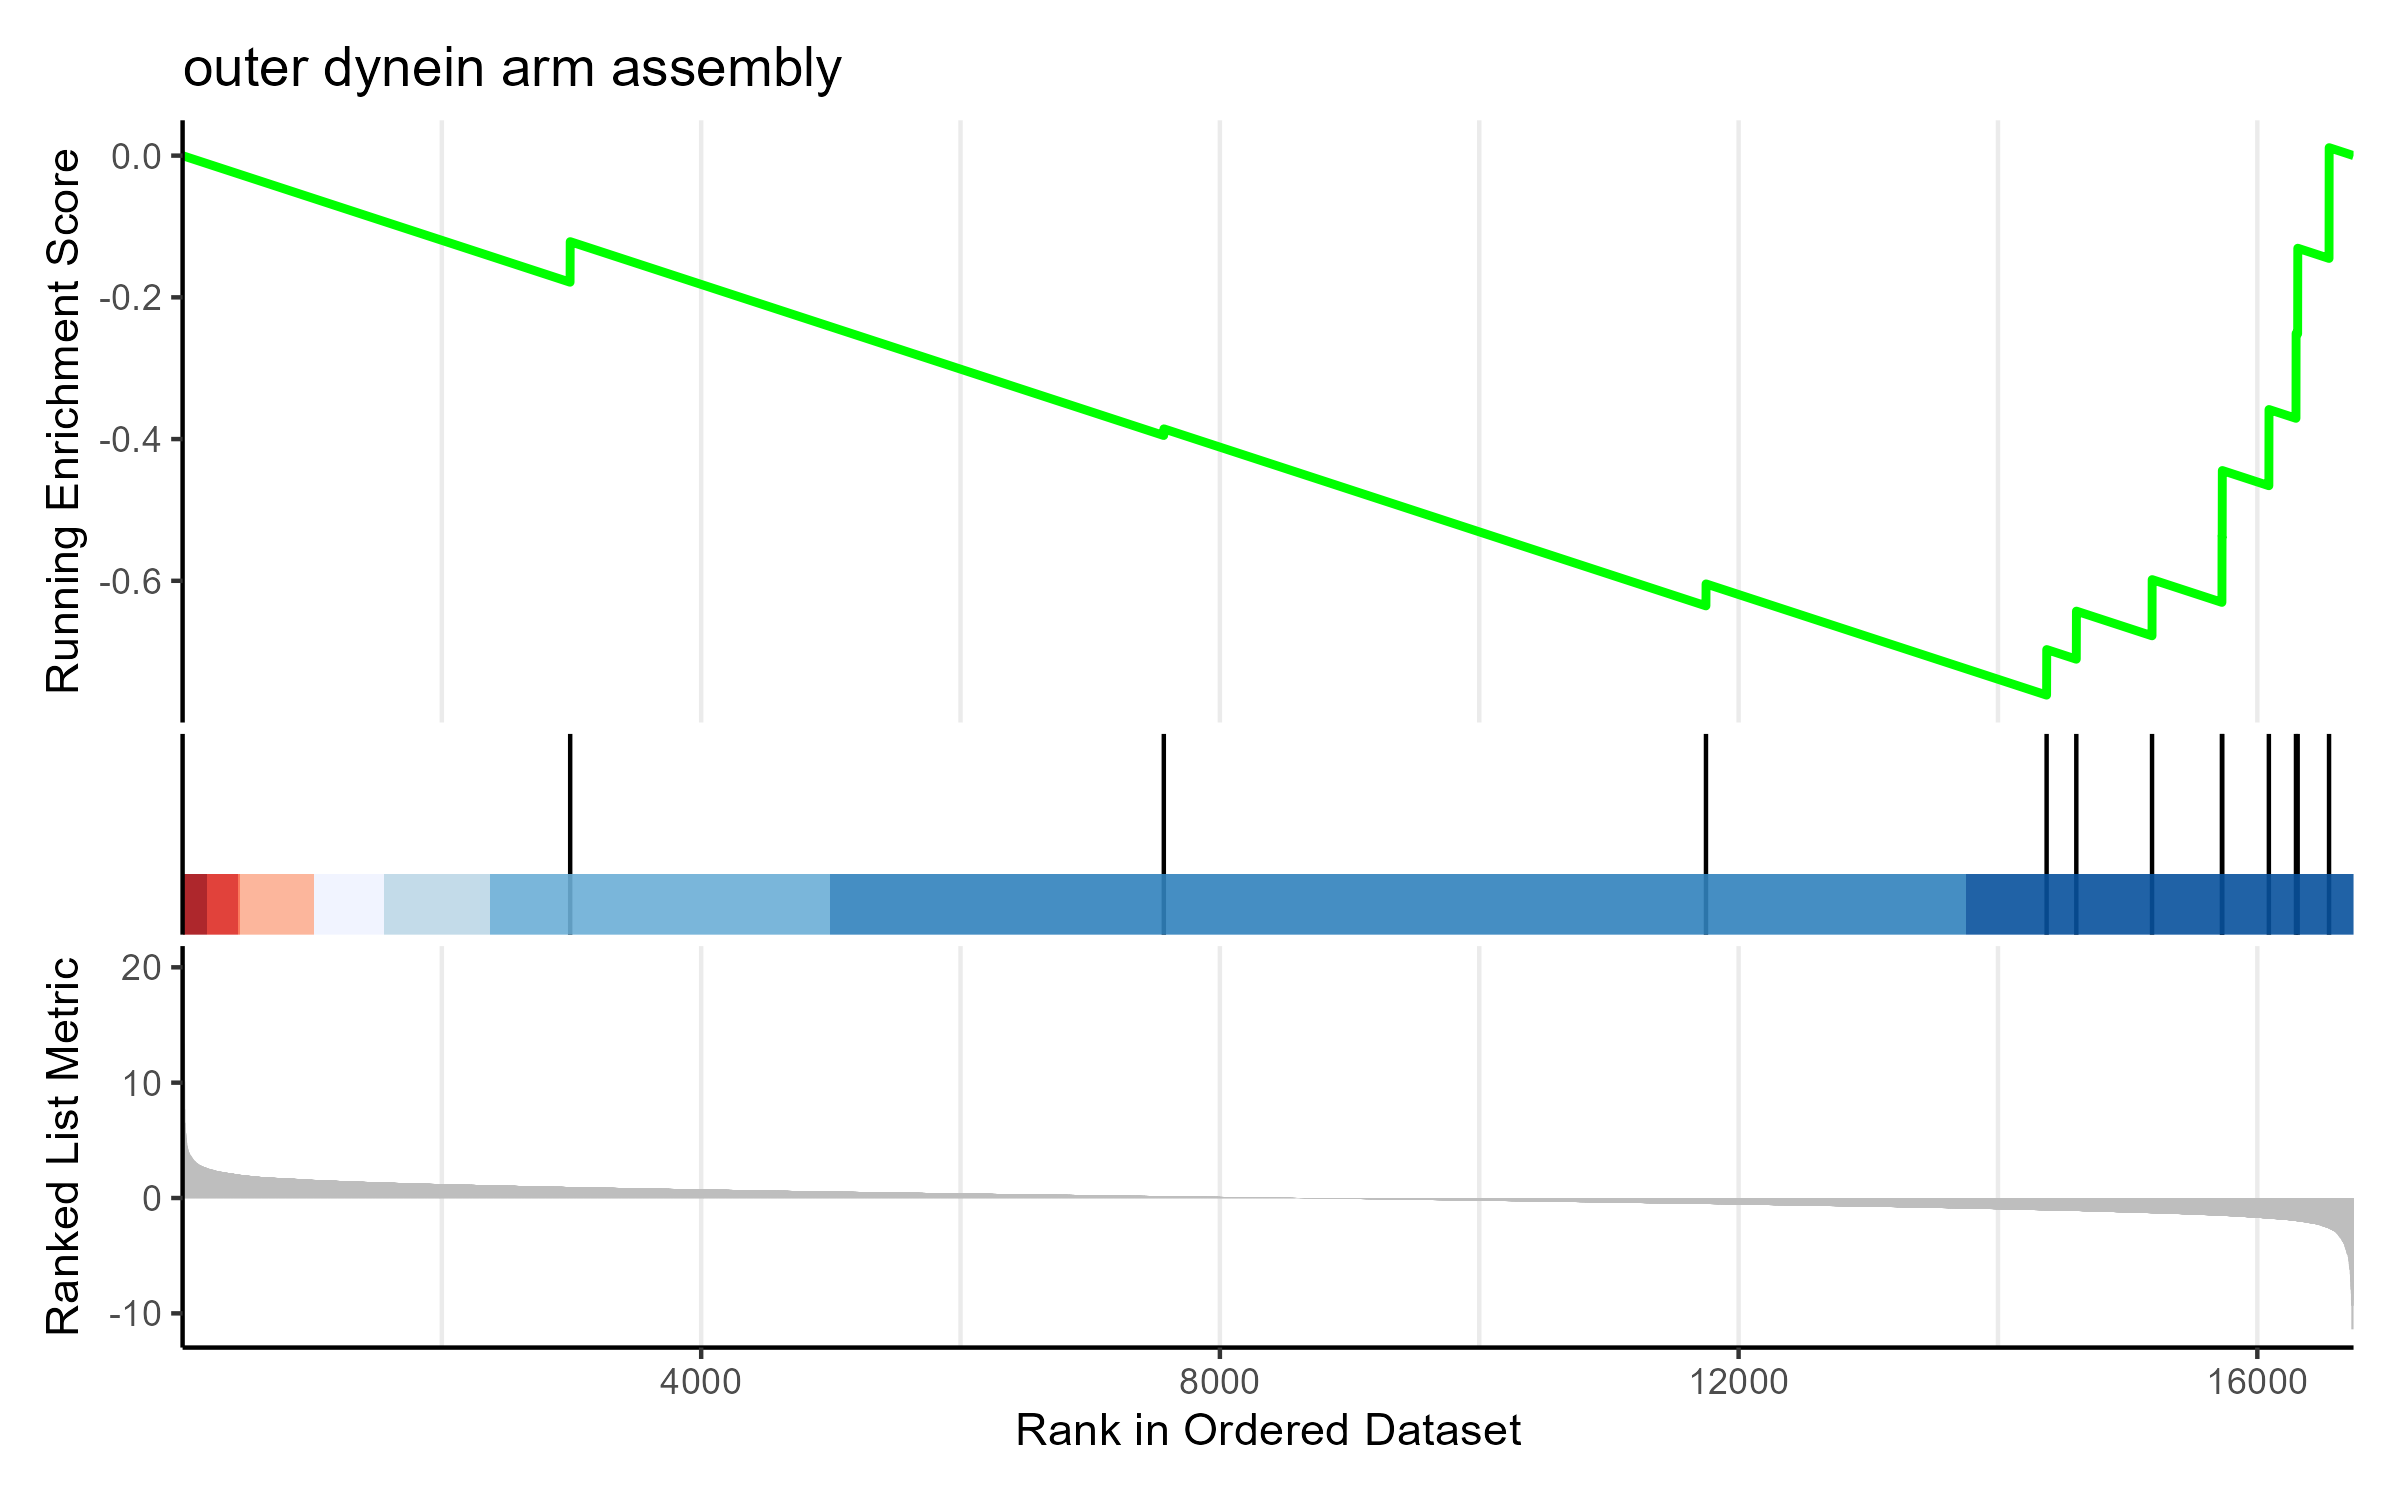 outer dynein arm assembly
Running Enrichment Score
0.0
-0.2
-0.4
-0.6
Ranked List Metric
20
10
0
-10
4000 8000 12000 16000
Rank in Ordered Dataset